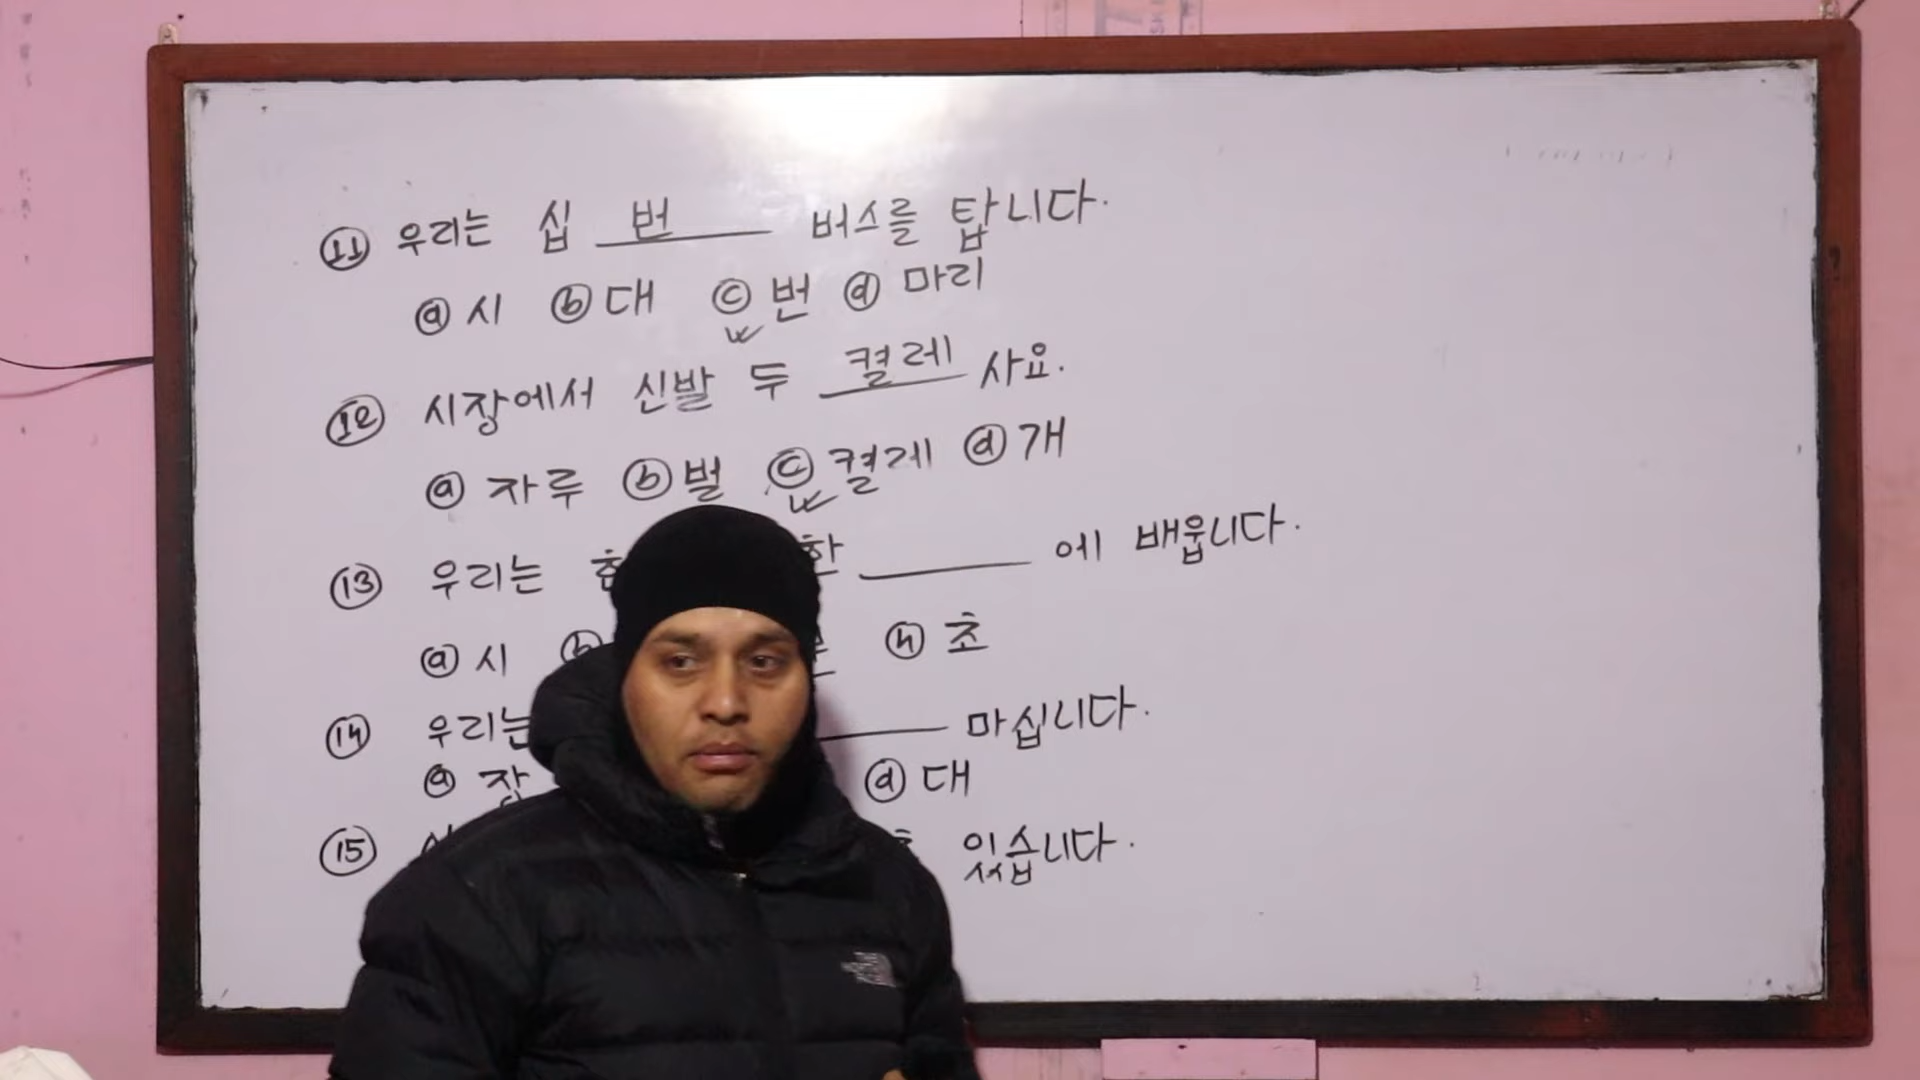 ⑪ 우리는 십 번 버스를 탑니다.
ⓐ 시 ⓑ 대 ⓒ 번 ⓓ 마리
⑫ 시장에서 신발 두 켤레 사요.
ⓐ 자루 ⓑ 벌 ⓒ 켤레 ⓓ 개
⑬ 우리는 한 에 배웁니다.
ⓐ 시 ⓑ ⓗ 초
⑭ 우리는 마십니다.
ⓐ 잔 ⓓ 대
⑮ 있습니다.